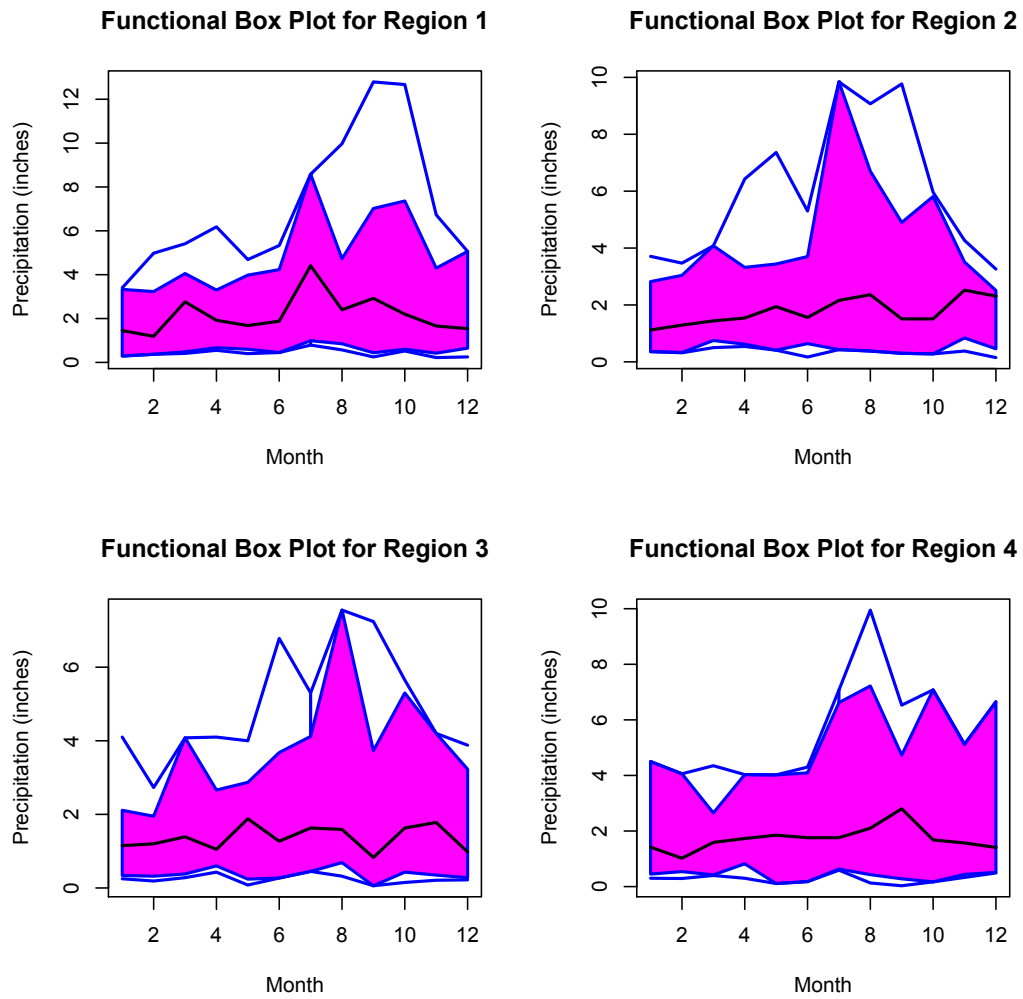 Functional Box Plot for Region 1
Precipitation (inches)
0 2 4 6 8 10 12
2 4 6 8 10 12
Month
Functional Box Plot for Region 2
Precipitation (inches)
0 2 4 6 8 10
2 4 6 8 10 12
Month
Functional Box Plot for Region 3
Precipitation (inches)
0 2 4 6
2 4 6 8 10 12
Month
Functional Box Plot for Region 4
Precipitation (inches)
0 2 4 6 8 10
2 4 6 8 10 12
Month